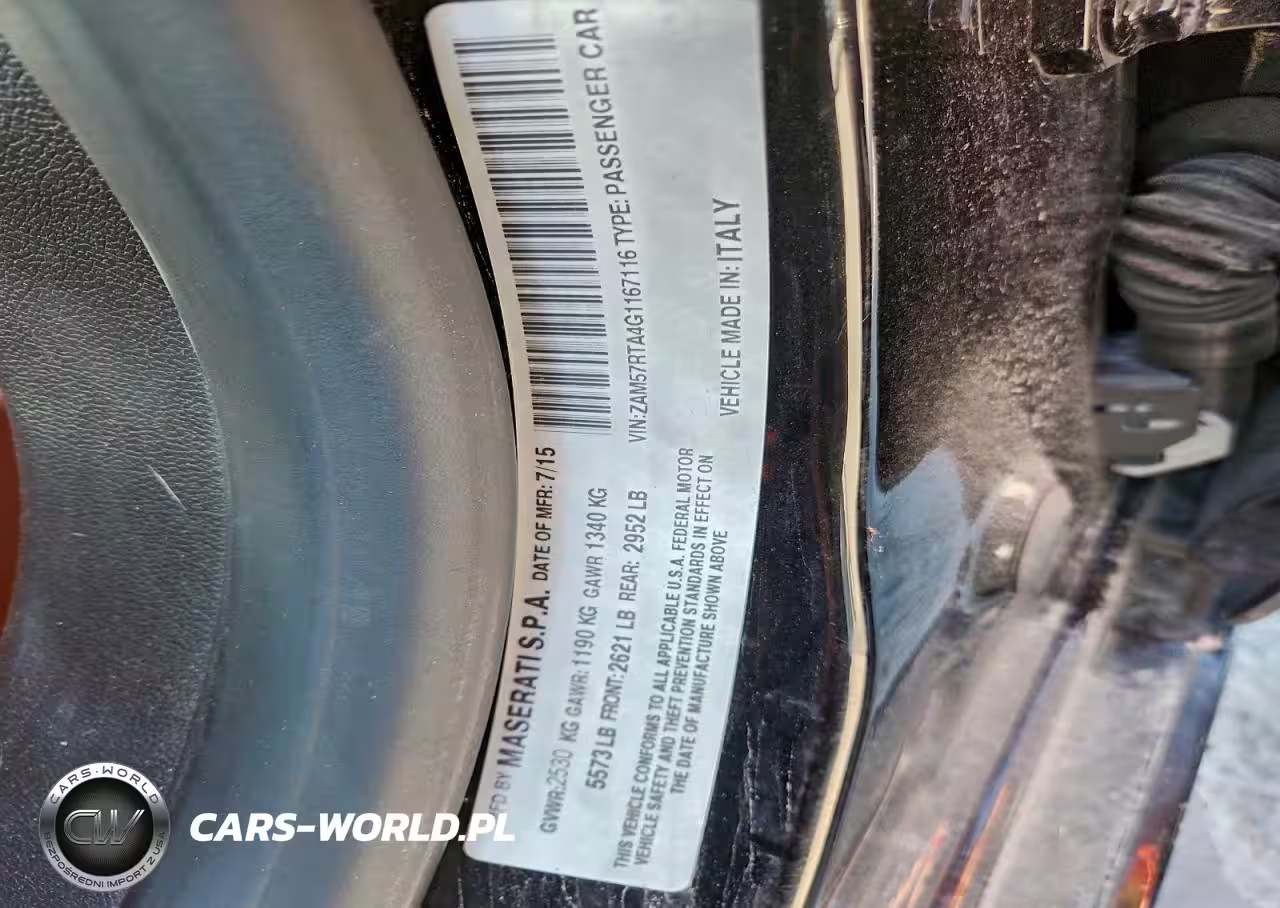 MFD BY MASERATI S.P.A. DATE OF MFR: 7/15
GVWR:2530 KG GAWR:1190 KG GAWR 1340 KG
5573 LB FRONT:2621 LB REAR: 2952 LB
VIN:ZAM57RTA4G1167116 TYPE: PASSENGER CAR
THIS VEHICLE CONFORMS TO ALL APPLICABLE U.S.A. FEDERAL MOTOR
VEHICLE SAFETY AND THEFT PREVENTION STANDARDS IN EFFECT ON
THE DATE OF MANUFACTURE SHOWN ABOVE
VEHICLE MADE IN: ITALY
CARS-WORLD
CW
BEZPOŚREDNI IMPORT Z USA
CARS-WORLD.PL